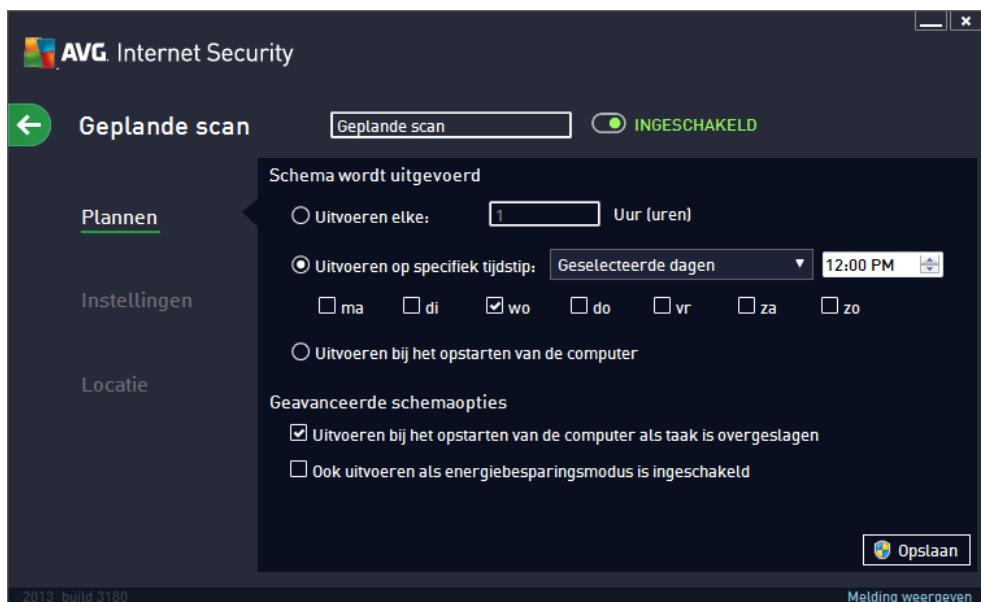 AVG. Internet Security
Geplande scan
Geplande scan
INGESCHAKELD
Plannen
Instellingen
Locatie
Schema wordt uitgevoerd
Uitvoeren elke: 1 Uur (uren)
Uitvoeren op specifiek tijdstip: Geselecteerde dagen 12:00 PM
ma di wo do vr za zo
Uitvoeren bij het opstarten van de computer
Geavanceerde schemaopties
Uitvoeren bij het opstarten van de computer als taak is overgeslagen
Ook uitvoeren als energiebesparingsmodus is ingeschakeld
Opslaan
2013 build 3180
Melding weergeven